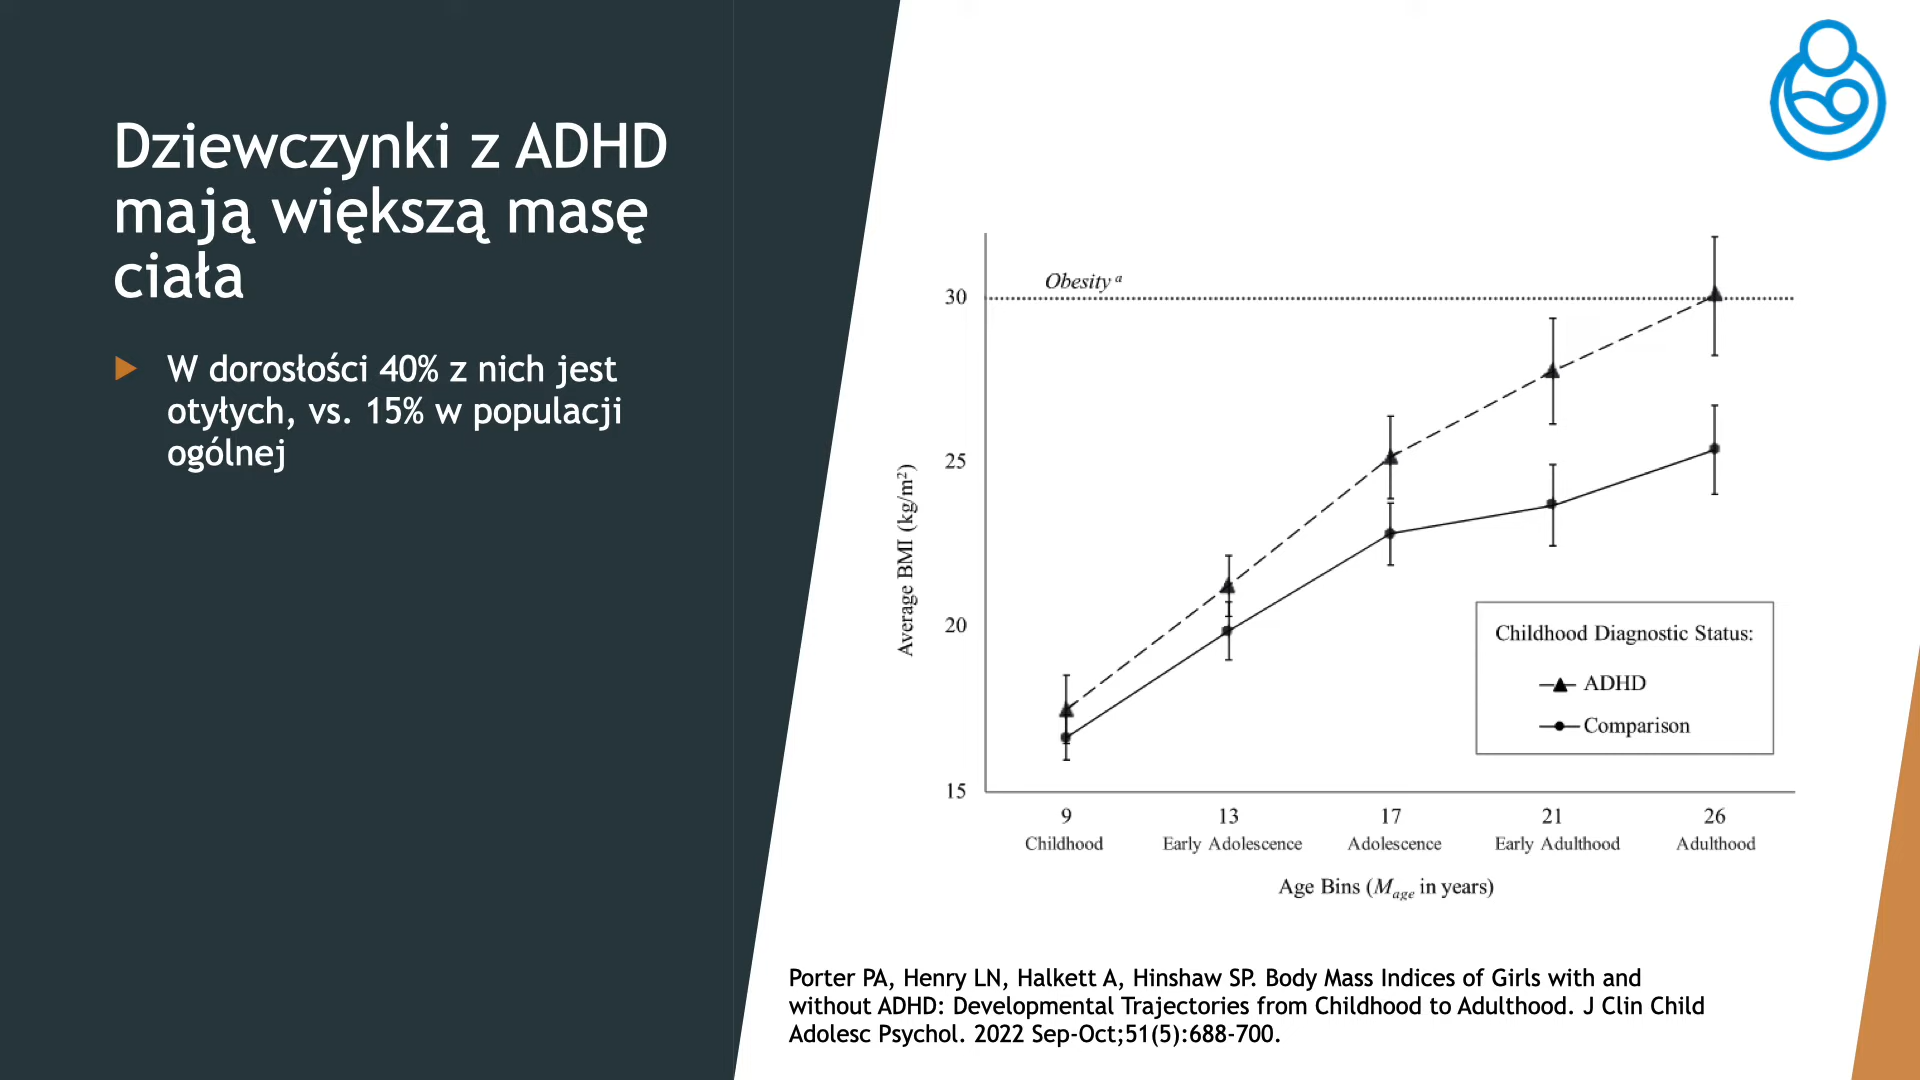 Dziewczynki z ADHD
mają większą masę
ciała
W dorosłości 40% z nich jest
otyłych, vs. 15% w populacji
ogólnej
Obesity a
30
25
20
15
Average BMI (kg/m²)
Childhood Diagnostic Status:
ADHD
Comparison
9 13 17 21 26
Childhood Early Adolescence Adolescence Early Adulthood Adulthood
Age Bins (Mage in years)
Porter PA, Henry LN, Halkett A, Hinshaw SP. Body Mass Indices of Girls with and
without ADHD: Developmental Trajectories from Childhood to Adulthood. J Clin Child
Adolesc Psychol. 2022 Sep-Oct;51(5):688-700.